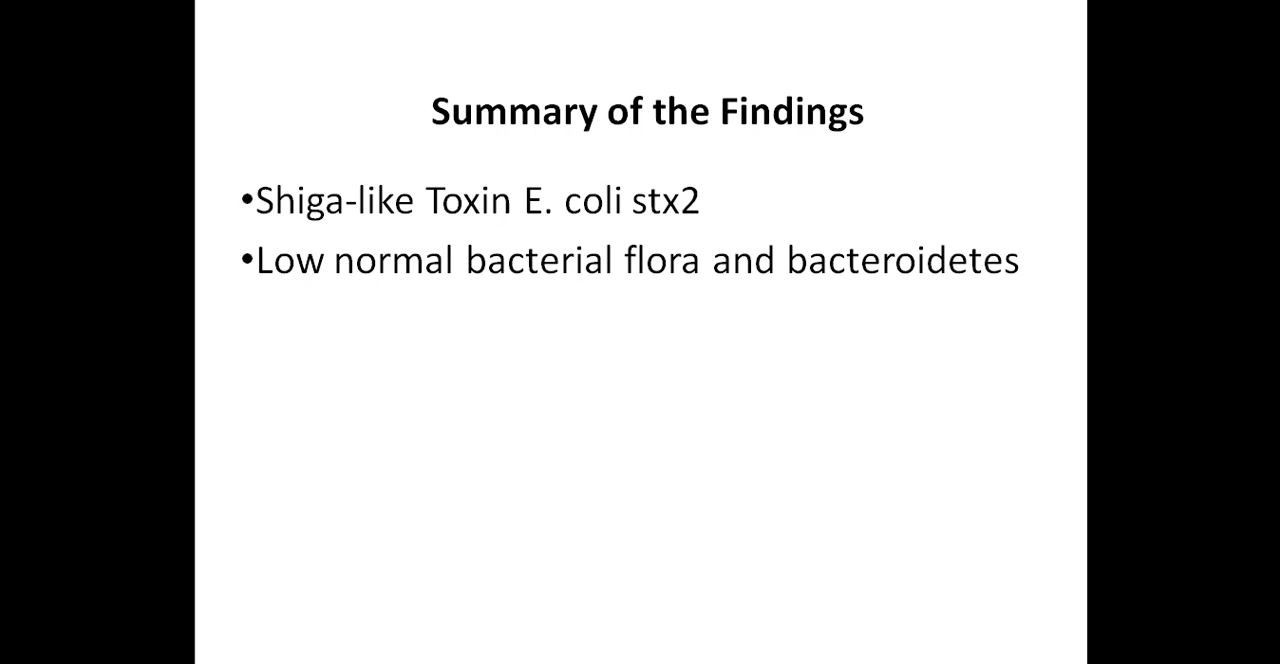 Summary of the Findings
•Shiga-like Toxin E. coli stx2
•Low normal bacterial flora and bacteroidetes